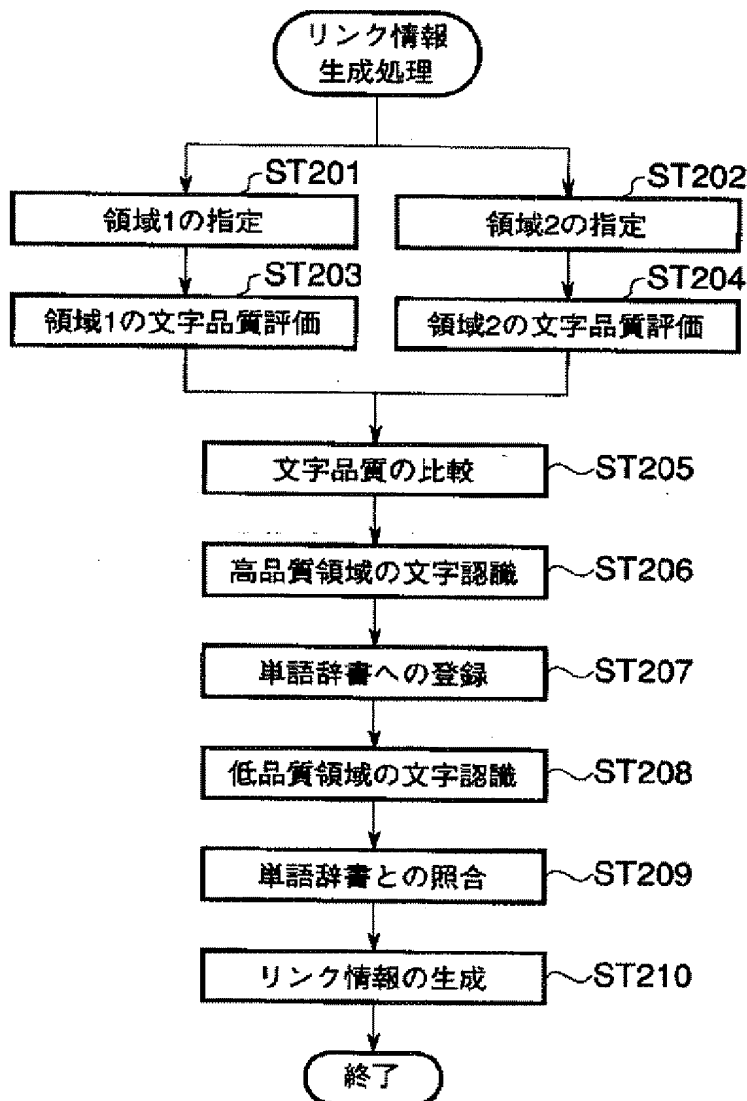 リンク情報
生成処理
ST201
ST202
領域1の指定
領域2の指定
ST203
ST204
領域1の文字品質評価
領域2の文字品質評価
文字品質の比較
ST205
高品質領域の文字認識
ST206
単語辞書への登録
ST207
低品質領域の文字認識
ST208
単語辞書との照合
ST209
リンク情報の生成
ST210
終了